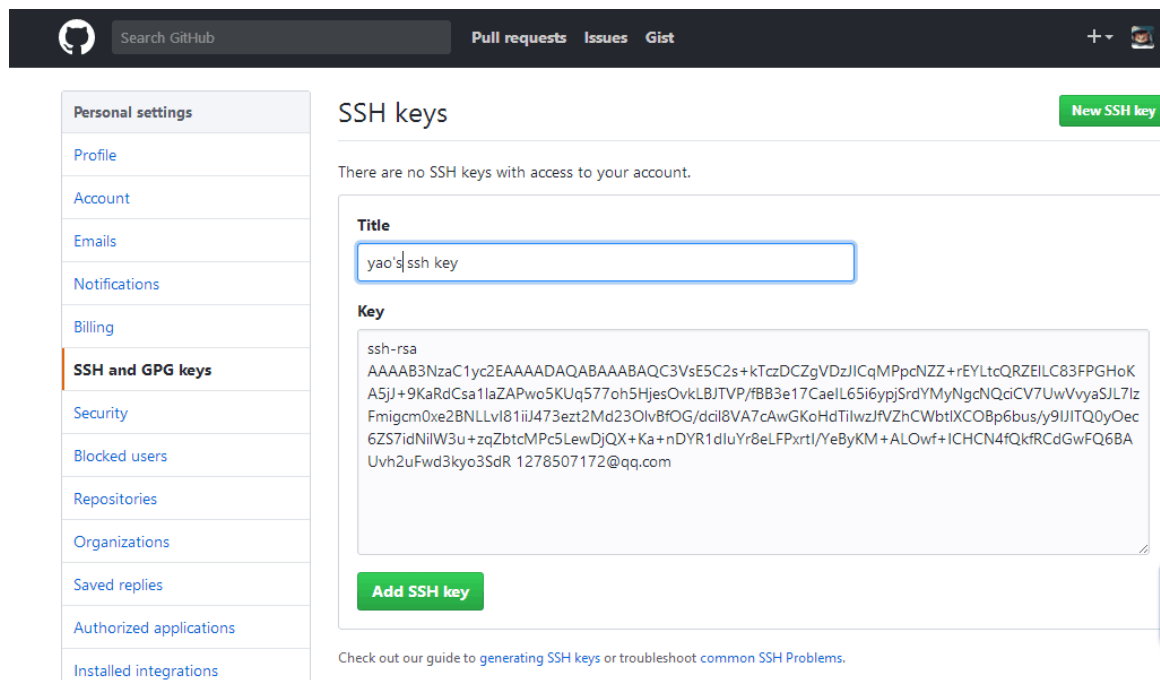 Search GitHub
Pull requests Issues Gist
Personal settings
Profile
Account
Emails
Notifications
Billing
SSH and GPG keys
Security
Blocked users
Repositories
Organizations
Saved replies
Authorized applications
Installed integrations
SSH keys
New SSH key
There are no SSH keys with access to your account.
Title
yao's ssh key
Key
ssh-rsa
AAAAB3NzaC1yc2EAAAADAQABAAABAQC3VsE5C2s+kTczDCZgVDzJICqMPpcNZZ+rEYLtcQRZEILC83FPGHoK
A5jJ+9KaRdCsa1IaZAPwo5KUq577oh5HjesOvkLBJTVP/fBB3e17CaeIL65i6ypjSrdYMyNgcNQciCV7UwVvyaSJL7lz
Fmigcm0xe2BNLLvI81iiJ473ezt2Md23OlvBfOG/dcil8VA7cAwGKoHdTiIwzJfVZhCWbtlXCOBp6bus/y9IJITQ0yOec
6ZS7idNilW3u+zqZbtcMPc5LewDjQX+Ka+nDYR1dIuYr8eLFPxrtI/YeByKM+ALOwf+ICHCN4fQkfRCdGwFQ6BA
Uvh2uFwd3kyo3SdR 1278507172@qq.com
Add SSH key
Check out our guide to generating SSH keys or troubleshoot common SSH Problems.